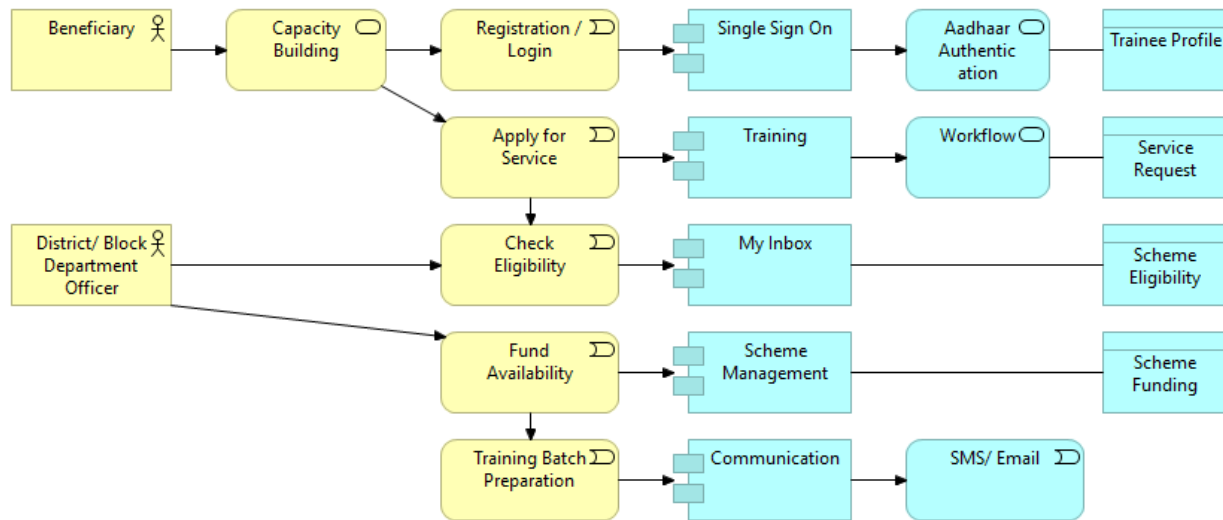 Beneficiary
Capacity
Building
Registration /
Login
Single Sign On
Aadhaar
Authentic
ation
Trainee Profile
Apply for
Service
Training
Workflow
Service
Request
District/ Block
Department
Officer
Check
Eligibility
My Inbox
Scheme
Eligibility
Fund
Availability
Scheme
Management
Scheme
Funding
Training Batch
Preparation
Communication
SMS/ Email